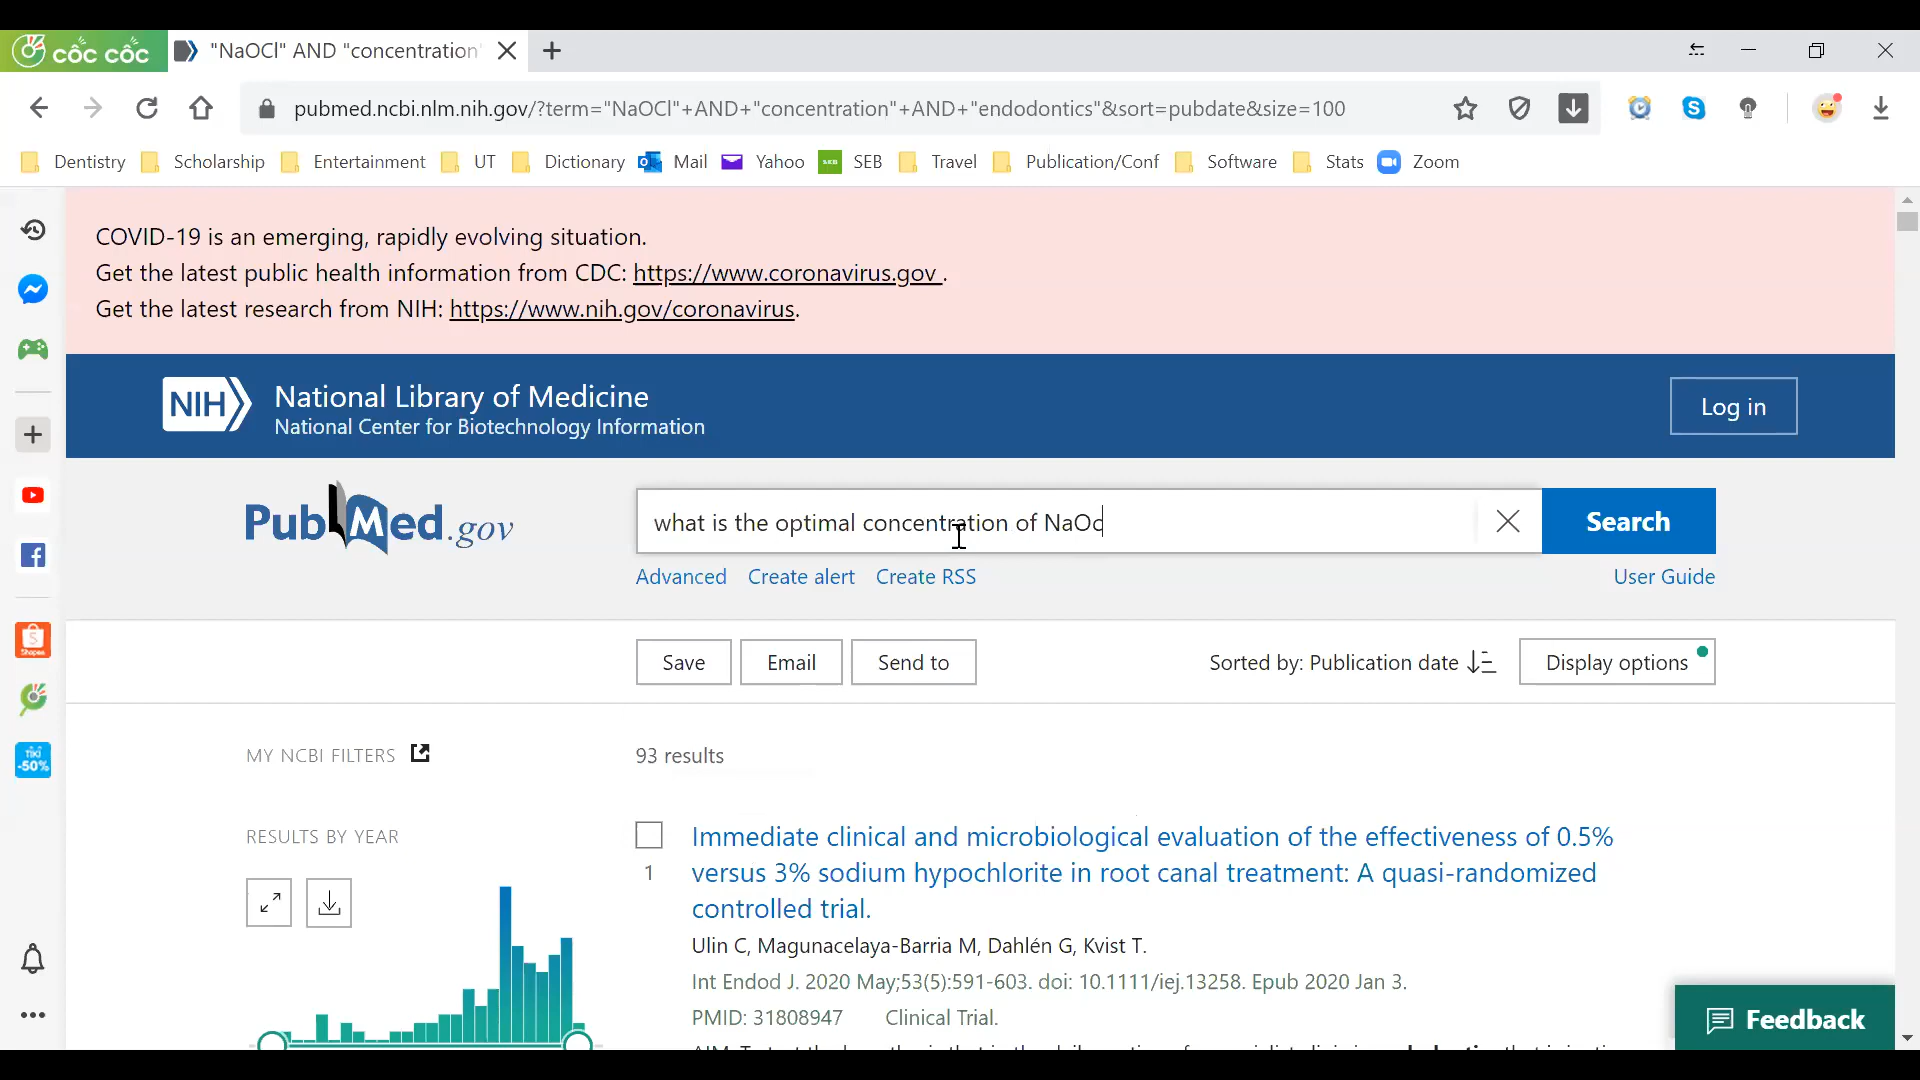 cốc cốc
"NaOCl" AND "concentration"
pubmed.ncbi.nlm.nih.gov/?term="NaOCl"+AND+"concentration"+AND+"endodontics"&sort=pubdate&size=100
Dentistry Scholarship Entertainment UT Dictionary Mail Yahoo SEB SEB Travel Publication/Conf Software Stats Zoom
COVID-19 is an emerging, rapidly evolving situation.
Get the latest public health information from CDC: https://www.coronavirus.gov .
Get the latest research from NIH: https://www.nih.gov/coronavirus.
NIH National Library of Medicine
National Center for Biotechnology Information
Log in
PubMed.gov
what is the optimal concentration of NaOc
Search
Advanced Create alert Create RSS User Guide
Shopee
Save Email Send to Sorted by: Publication date Display options
TIKI
-50%
MY NCBI FILTERS
93 results
RESULTS BY YEAR
1
Immediate clinical and microbiological evaluation of the effectiveness of 0.5%
versus 3% sodium hypochlorite in root canal treatment: A quasi-randomized
controlled trial.
Ulin C, Magunacelaya-Barria M, Dahlén G, Kvist T.
Int Endod J. 2020 May;53(5):591-603. doi: 10.1111/iej.13258. Epub 2020 Jan 3.
PMID: 31808947 Clinical Trial.
Feedback